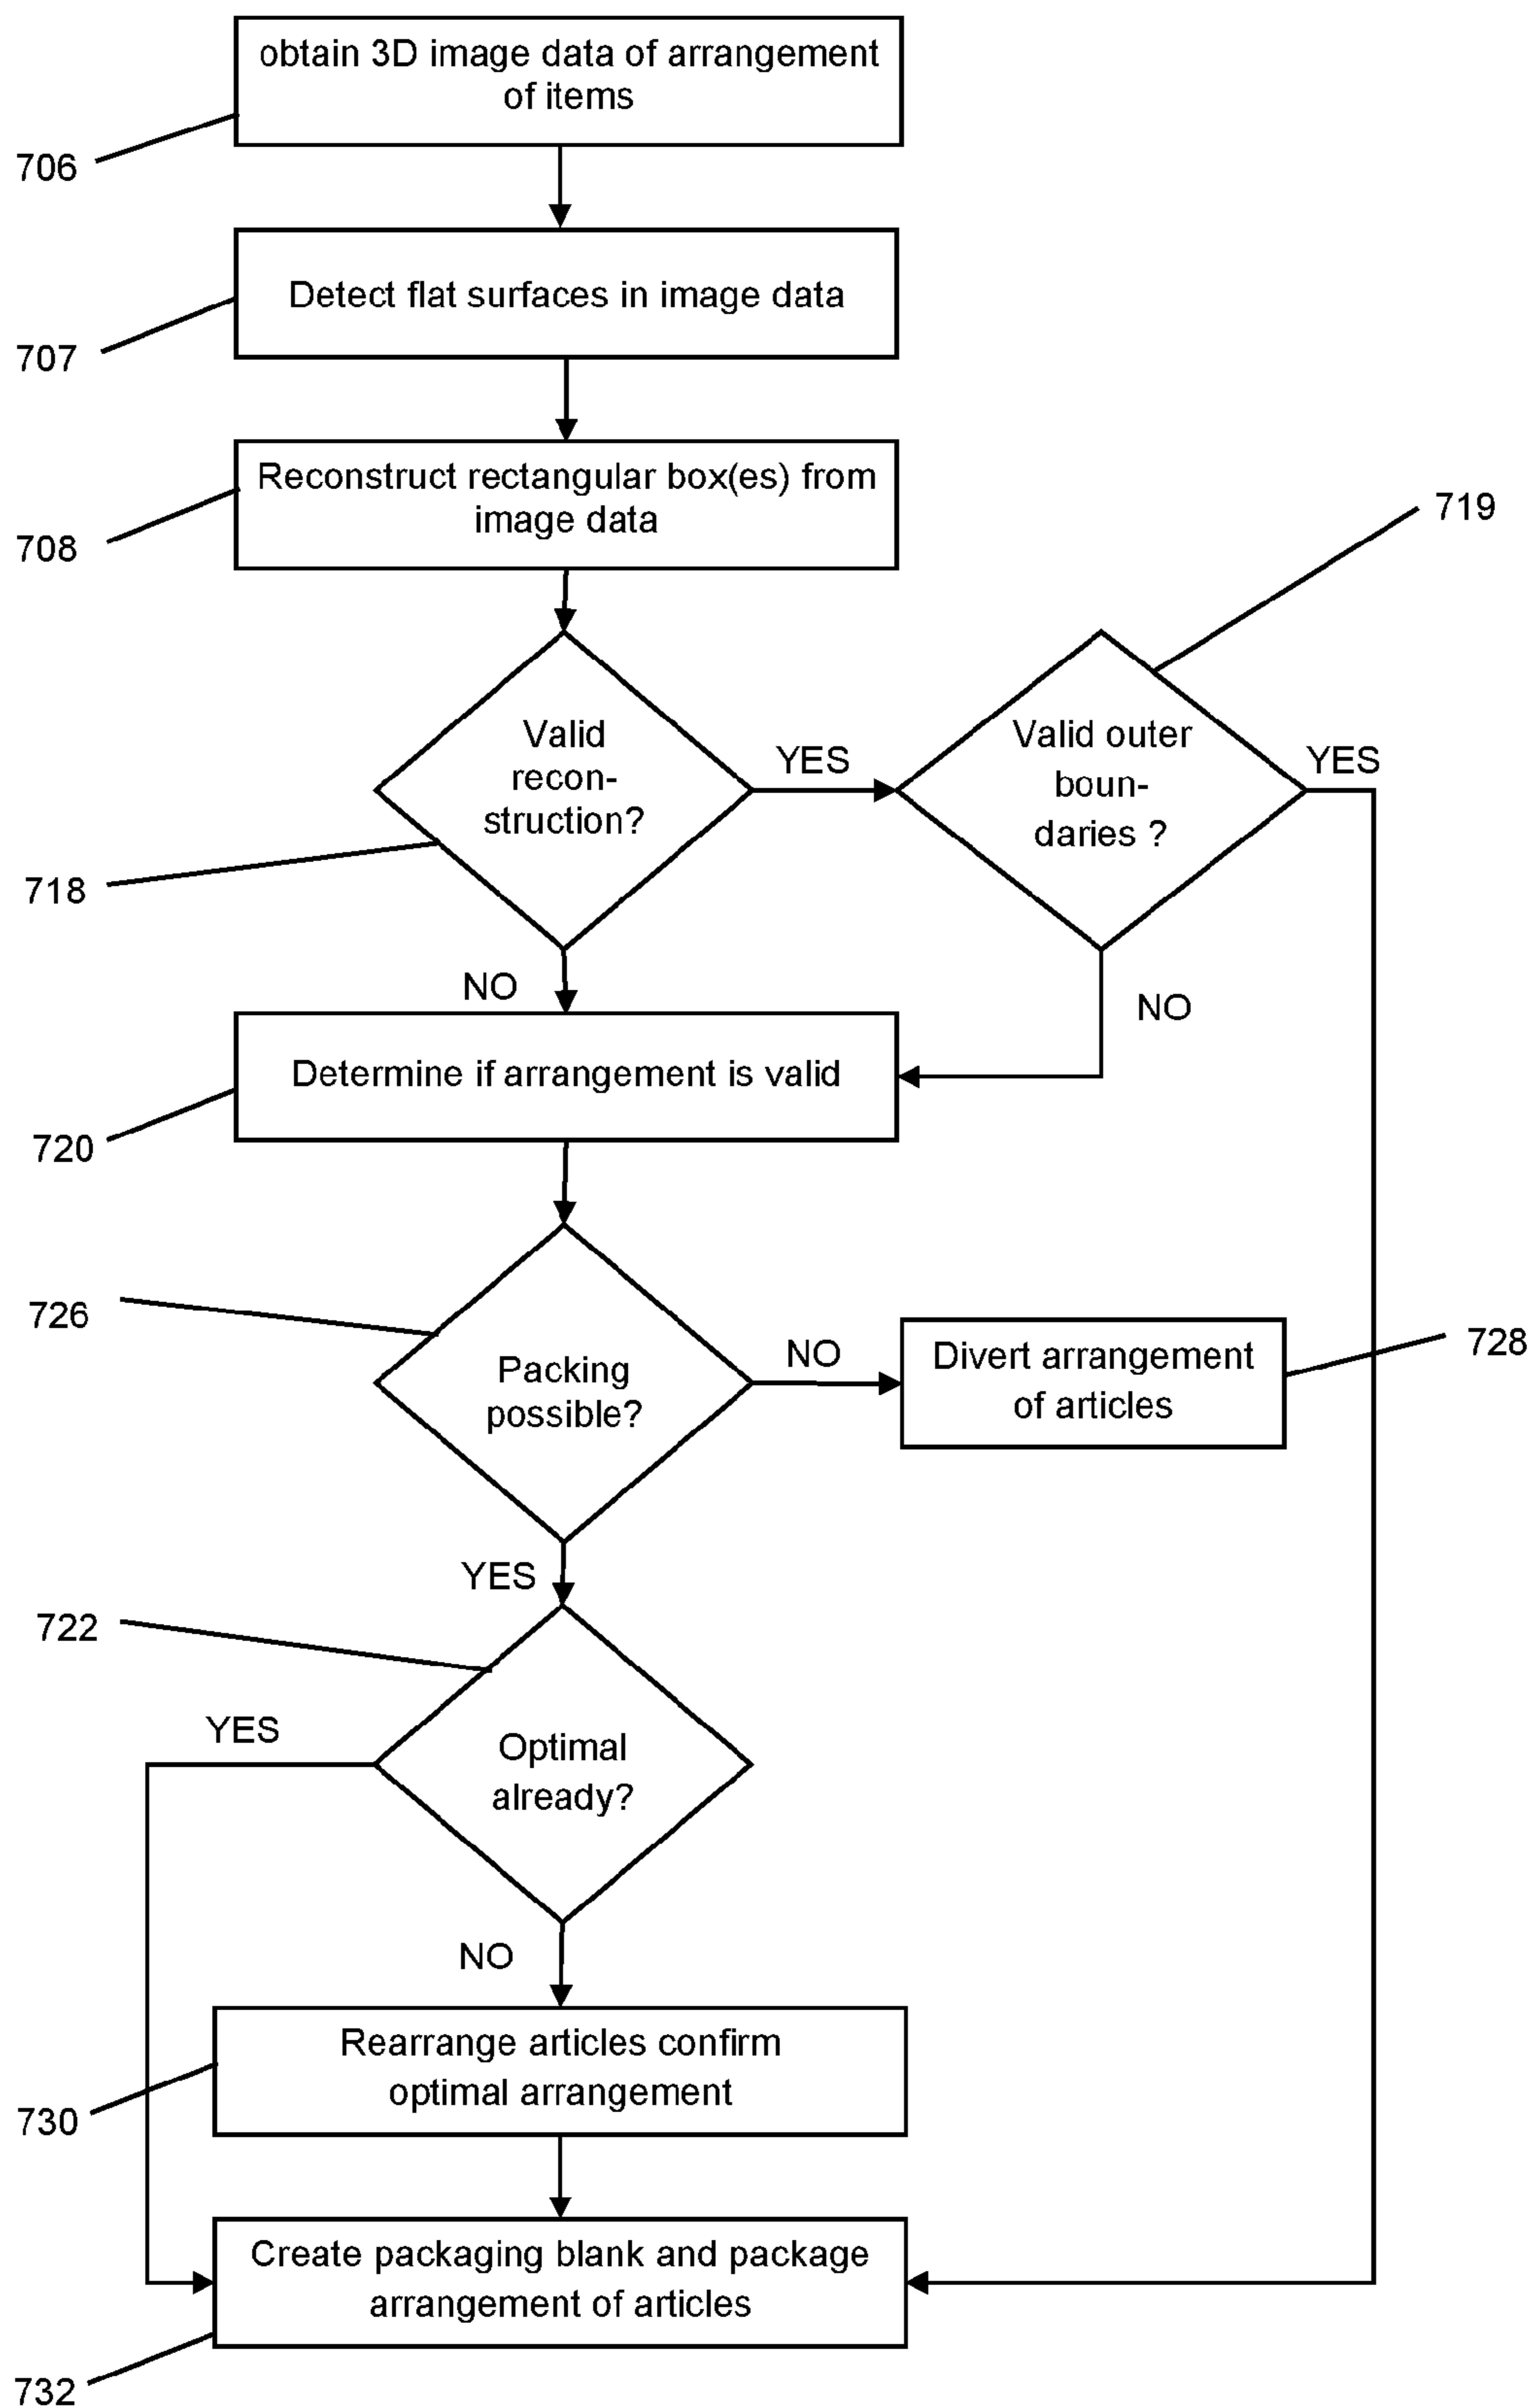 obtain 3D image data of arrangement
of items
706
Detect flat surfaces in image data
707
Reconstruct rectangular box(es) from
image data
708
719
Valid
recon-
struction?
YES
Valid outer
boun-
daries ?
YES
718
NO
NO
Determine if arrangement is valid
720
726
Packing
possible?
NO
Divert arrangement
of articles
728
YES
722
YES
Optimal
already?
NO
Rearrange articles confirm
optimal arrangement
730
Create packaging blank and package
arrangement of articles
732